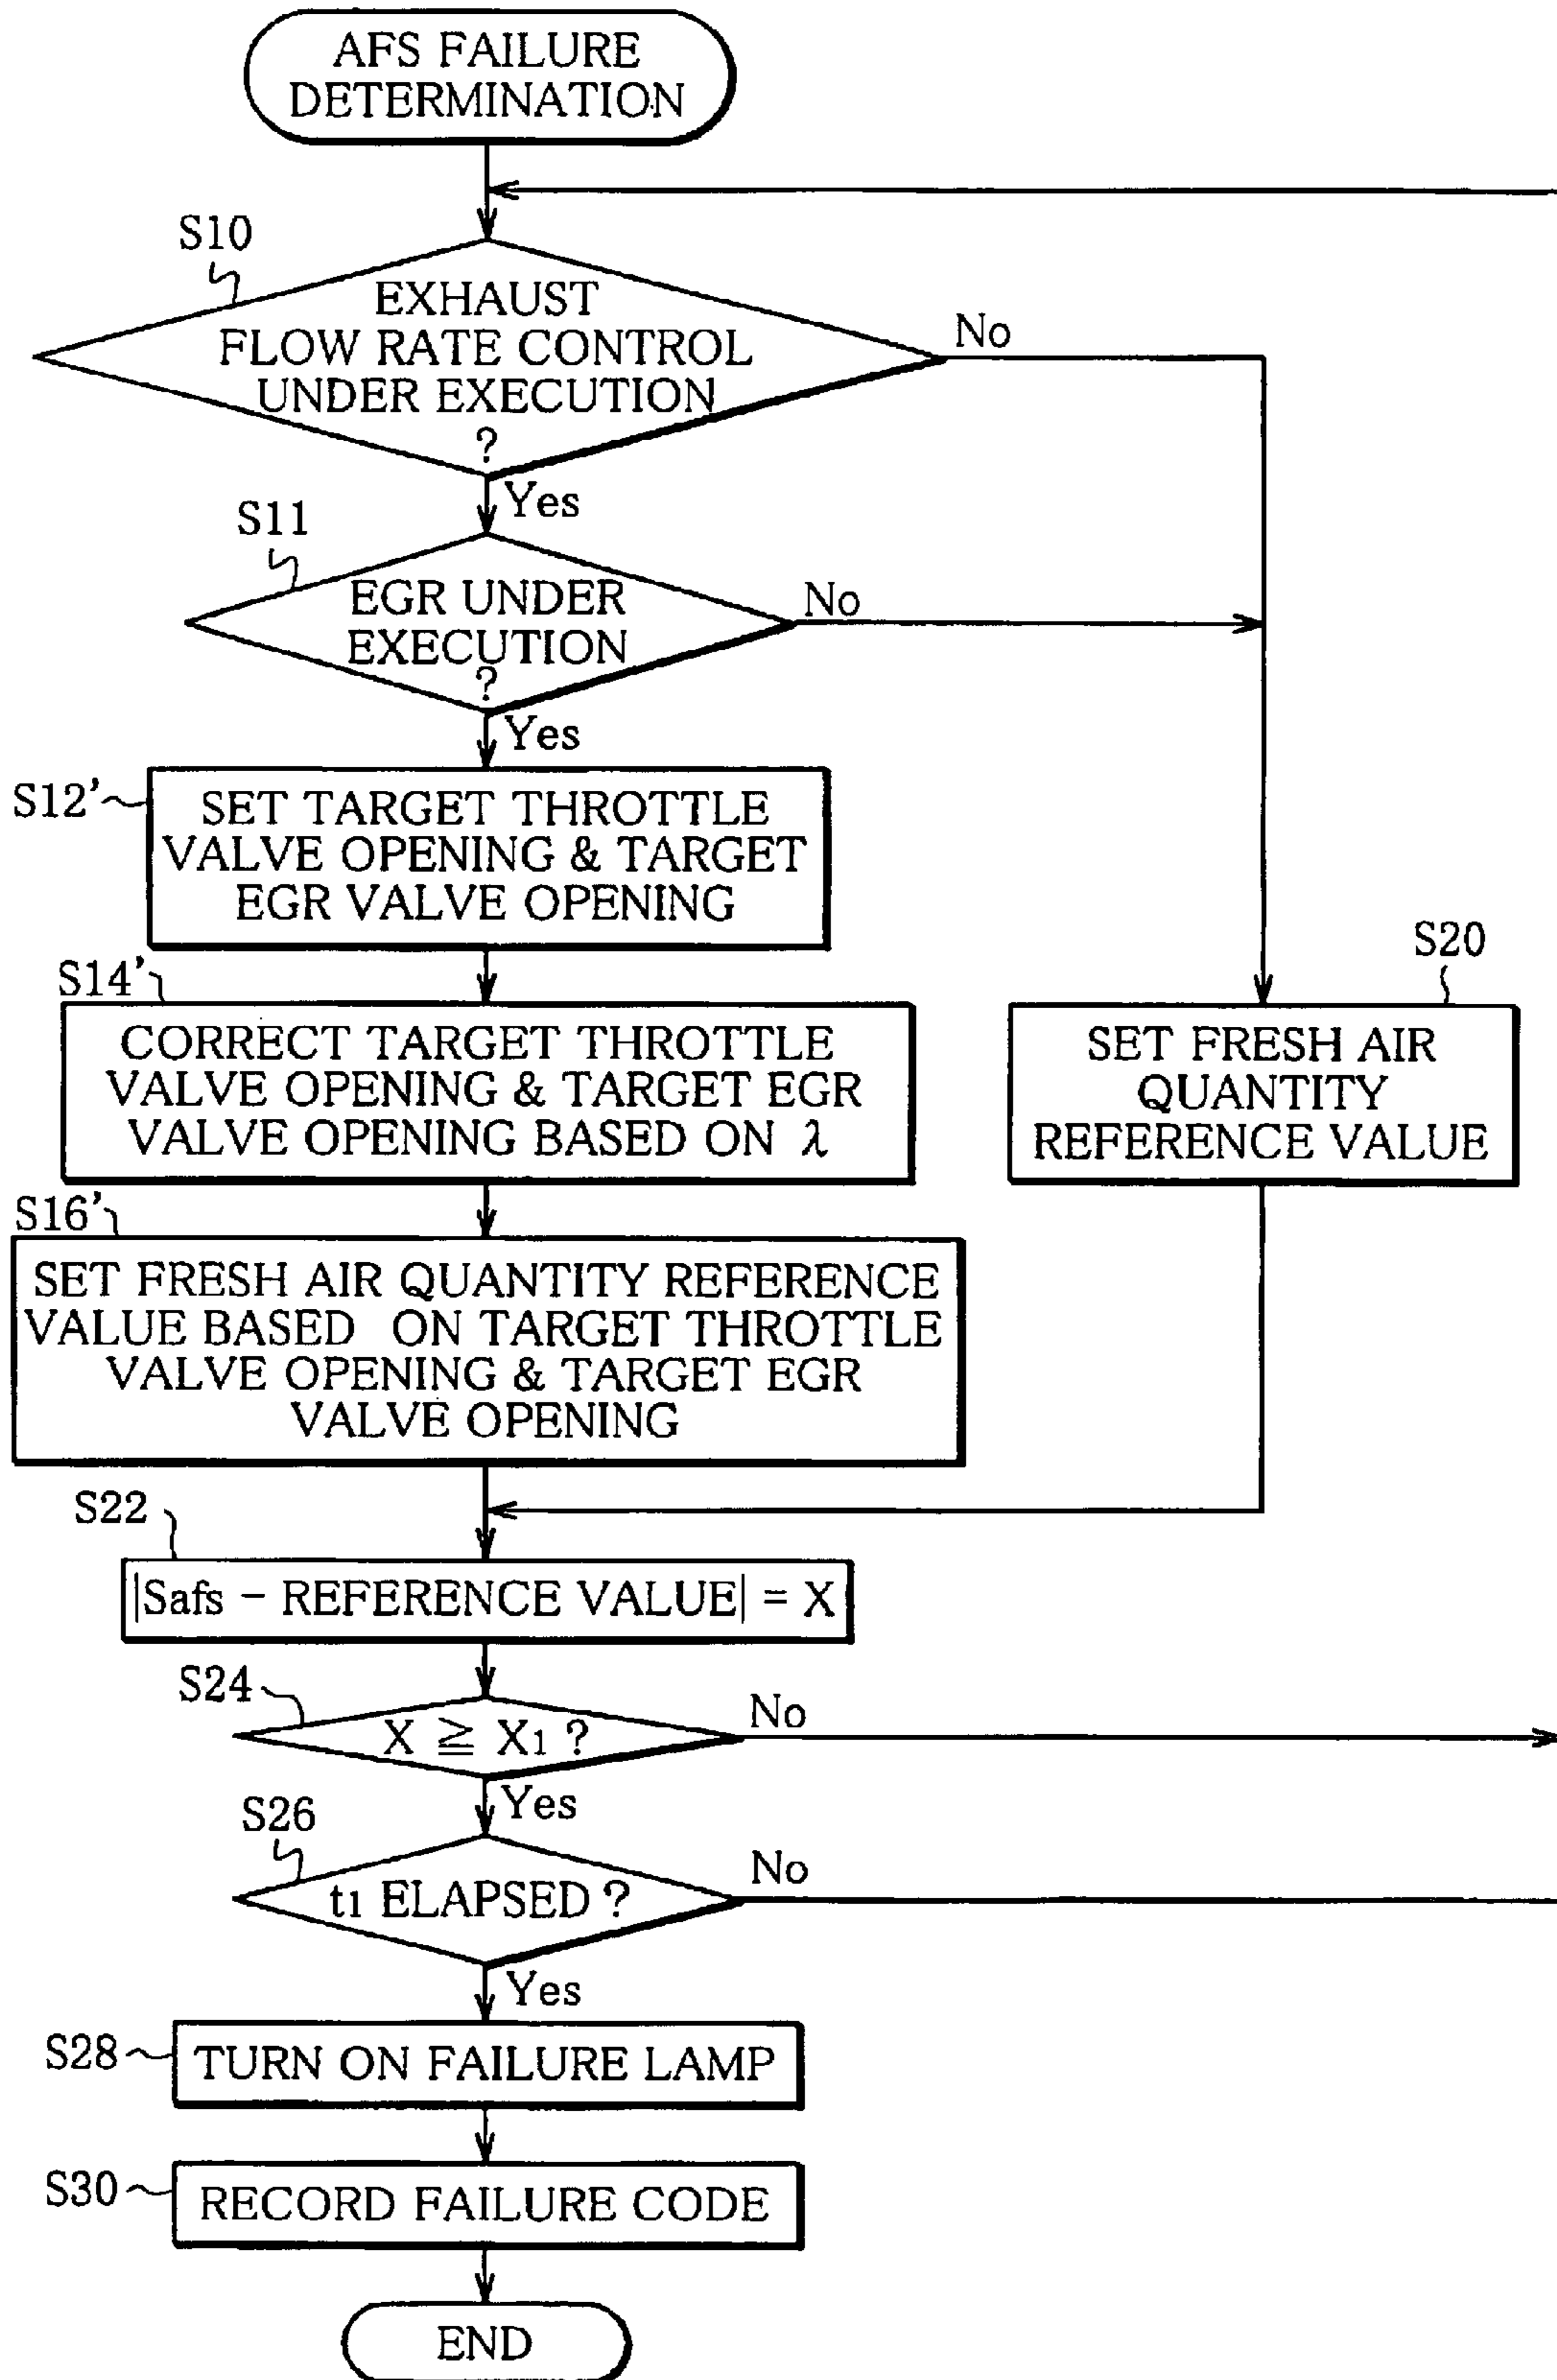 AFS FAILURE
DETERMINATION
S10
EXHAUST
FLOW RATE CONTROL
UNDER EXECUTION
?
No
Yes
S11
EGR UNDER
EXECUTION
?
No
Yes
S12'
SET TARGET THROTTLE
VALVE OPENING & TARGET
EGR VALVE OPENING
S14'
CORRECT TARGET THROTTLE
VALVE OPENING & TARGET EGR
VALVE OPENING BASED ON λ
S20
SET FRESH AIR
QUANTITY
REFERENCE VALUE
S16'
SET FRESH AIR QUANTITY REFERENCE
VALUE BASED ON TARGET THROTTLE
VALVE OPENING & TARGET EGR
VALVE OPENING
S22
|Safs − REFERENCE VALUE| = X
S24
X ≧ X1 ?
No
Yes
S26
t1 ELAPSED ?
No
Yes
S28
TURN ON FAILURE LAMP
S30
RECORD FAILURE CODE
END